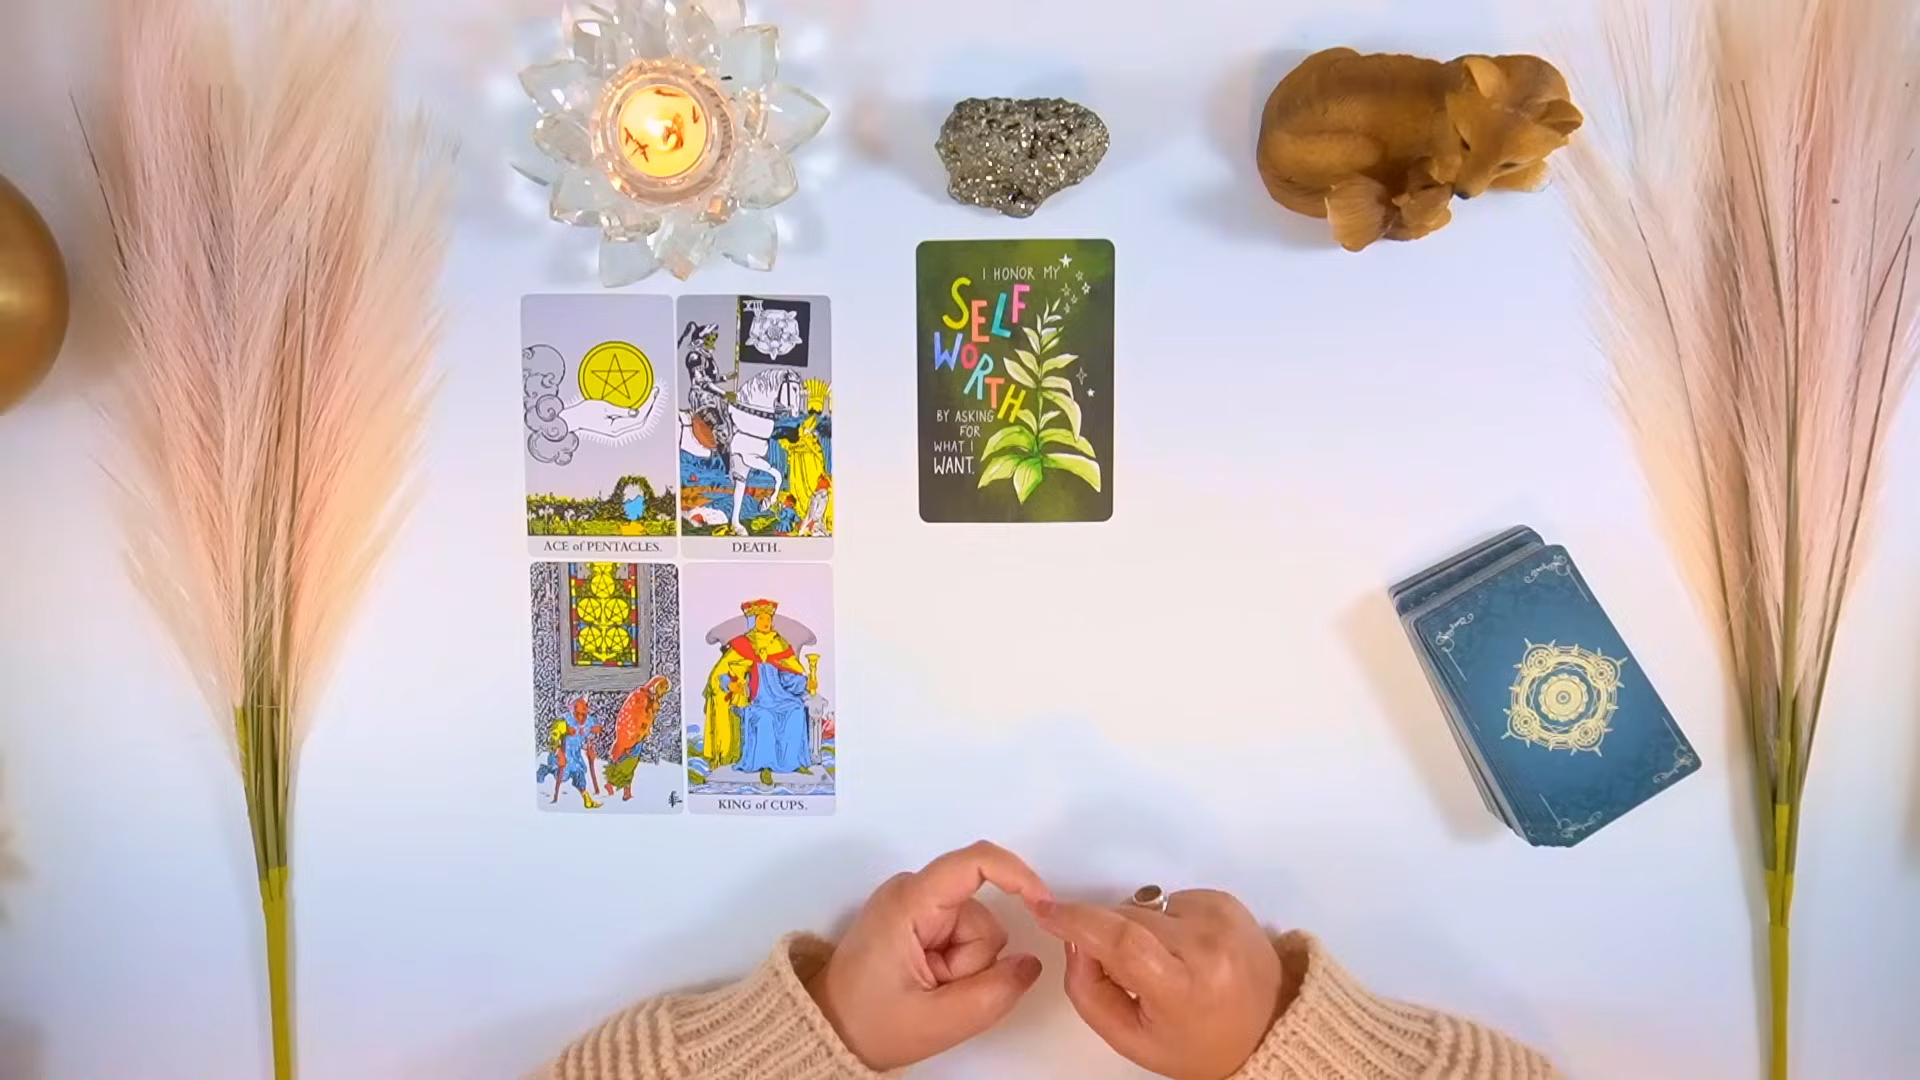 XIII
ACE of PENTACLES.
DEATH.
KING of CUPS.
I HONOR MY
SELF
WORTH
BY ASKING
FOR
WHAT I
WANT.